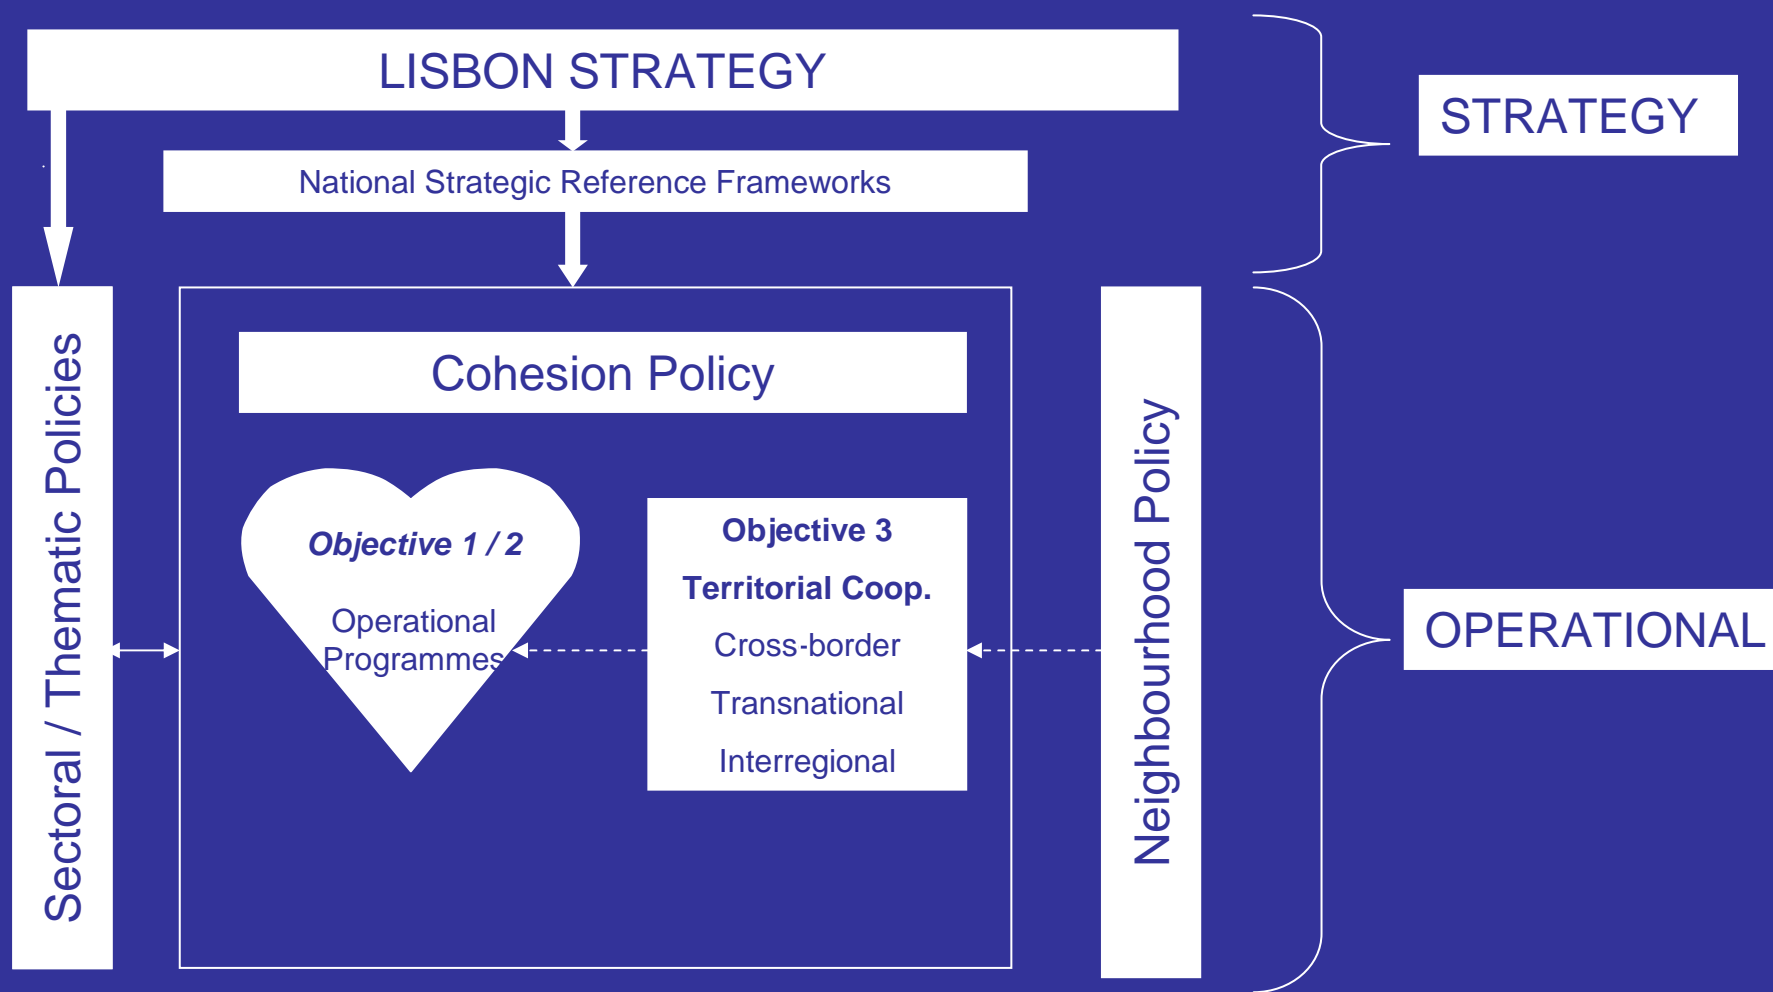 LISBON STRATEGY
STRATEGY
National Strategic Reference Frameworks
Sectoral / Thematic Policies
Cohesion Policy
Objective 1 / 2
Operational
Programmes
Objective 3
Territorial Coop.
Cross-border
Transnational
Interregional
Neighbourhood Policy
OPERATIONAL